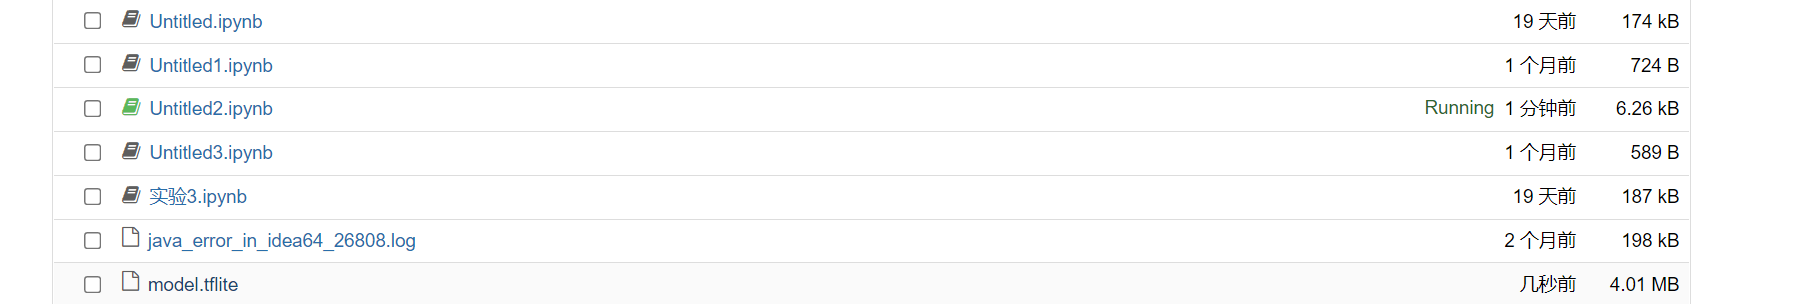 Untitled.ipynb 19 天前 174 kB
Untitled1.ipynb 1 个月前 724 B
Untitled2.ipynb Running 1 分钟前 6.26 kB
Untitled3.ipynb 1 个月前 589 B
实验3.ipynb 19 天前 187 kB
java_error_in_idea64_26808.log 2 个月前 198 kB
model.tflite 几秒前 4.01 MB